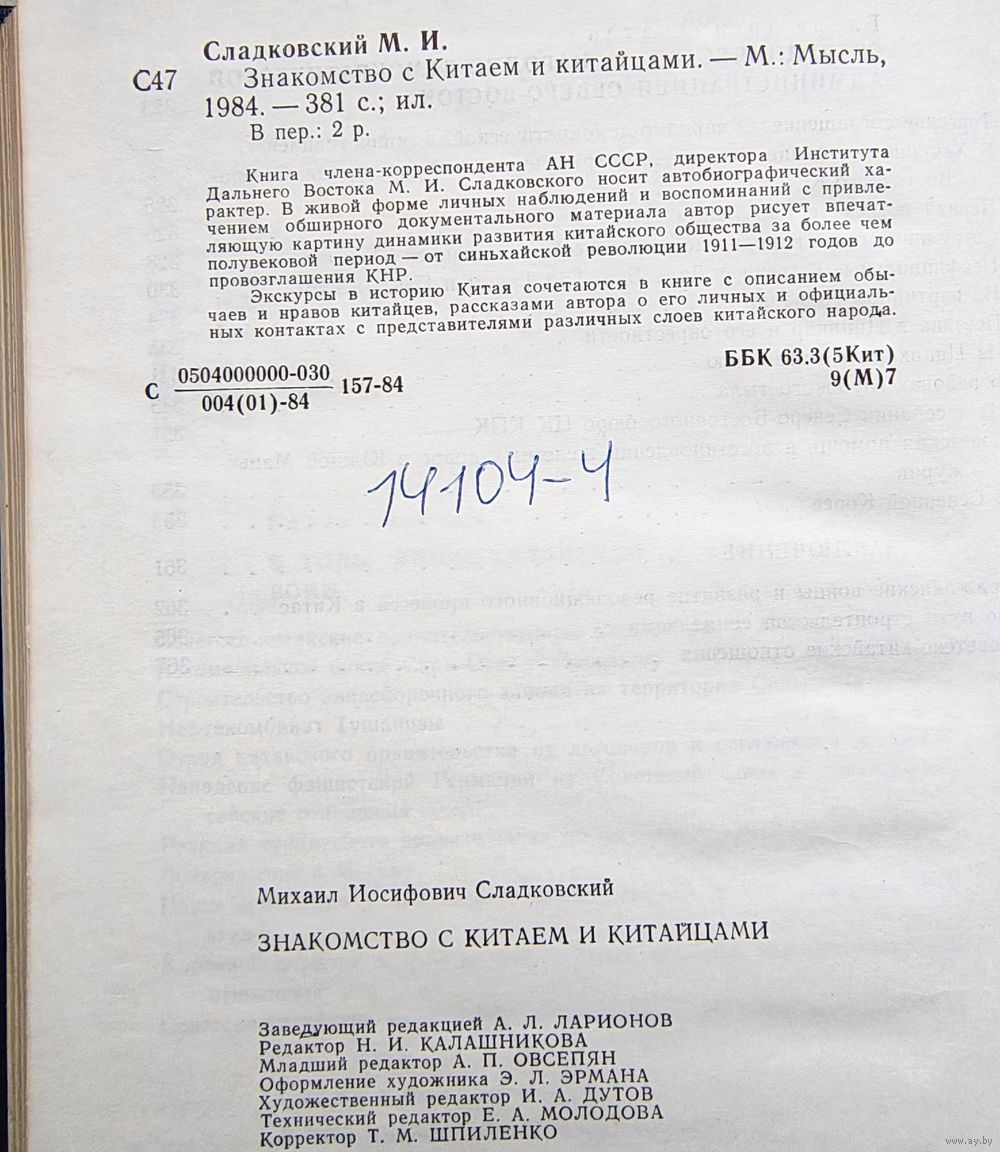 Сладковский М. И.
С47 Знакомство с Китаем и китайцами. — М.: Мысль,
1984. — 381 с.; ил.
В пер.: 2 р.
Книга члена-корреспондента АН СССР, директора Института
Дальнего Востока М. И. Сладковского носит автобиографический ха-
рактер. В живой форме личных наблюдений и воспоминаний с привле-
чением обширного документального материала автор рисует впечат-
ляющую картину динамики развития китайского общества за более чем
полувековой период — от синьхайской революции 1911—1912 годов до
провозглашения КНР.
Экскурсы в историю Китая сочетаются в книге с описанием обы-
чаев и нравов китайцев, рассказами автора о его личных и официаль-
ных контактах с представителями различных слоев китайского народа.
С 0504000000-030 157-84
004(01)-84
ББК 63.3(5Кит)
9(М)7
14104-4
Михаил Иосифович Сладковский
ЗНАКОМСТВО С КИТАЕМ И КИТАЙЦАМИ
Заведующий редакцией А. Л. ЛАРИОНОВ
Редактор Н. И. КАЛАШНИКОВА
Младший редактор А. П. ОВСЕПЯН
Оформление художника Э. Л. ЭРМАНА
Художественный редактор И. А. ДУТОВ
Технический редактор Е. А. МОЛОДОВА
Корректор Т. М. ШПИЛЕНКО
www.ay.by